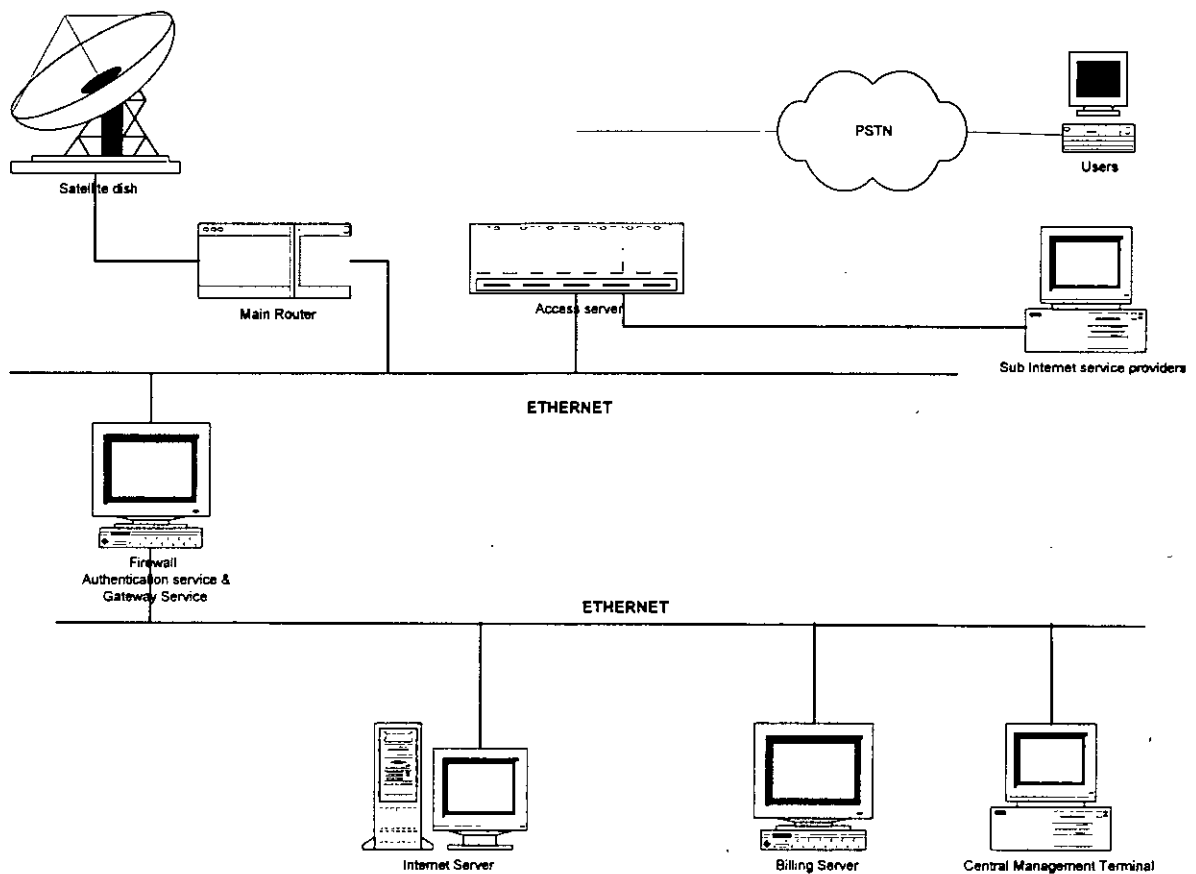 PSTN
Users
Satellite dish
Main Router
Access server
Sub Internet service providers
ETHERNET
Firewall
Authentication service &
Gateway Service
ETHERNET
Internet Server
Billing Server
Central Management Terminal